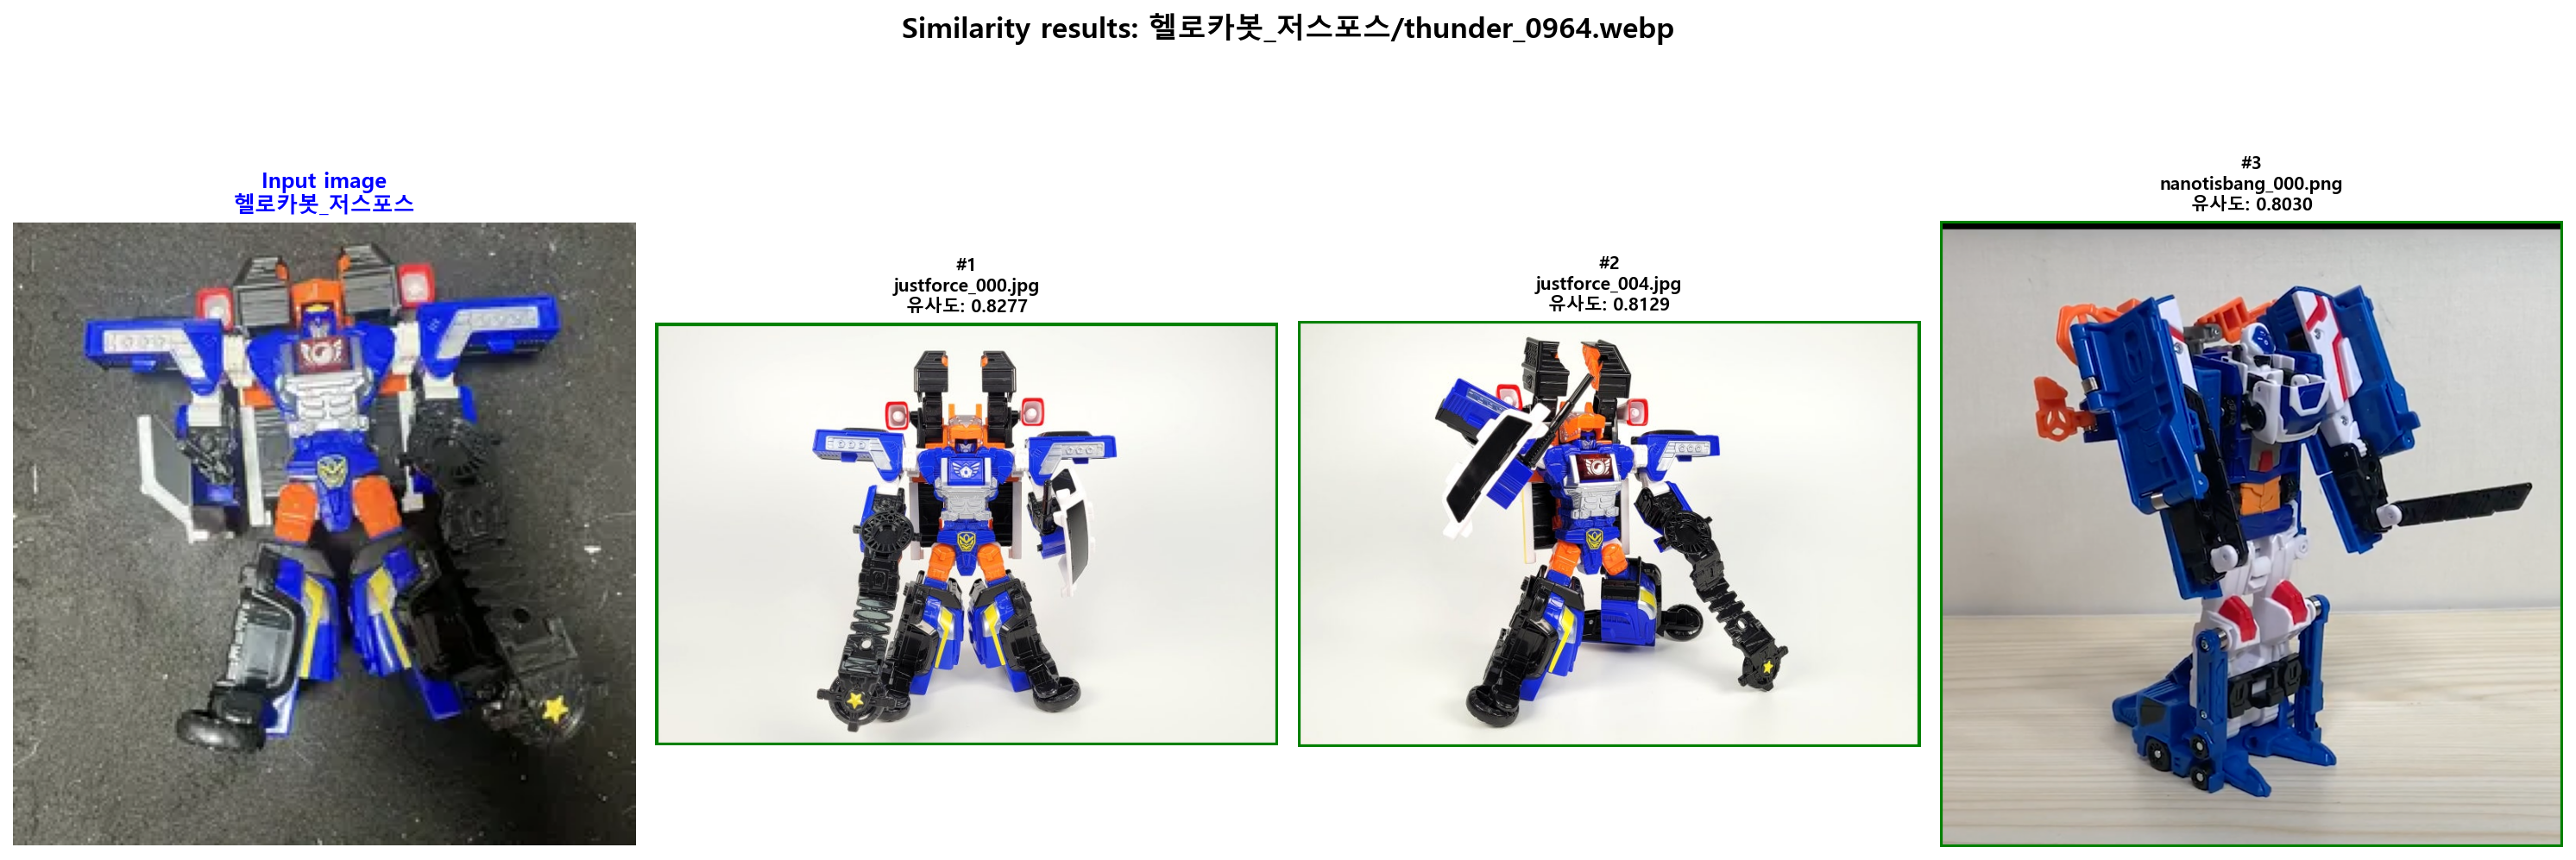 Similarity results: 헬로카봇_저스포스/thunder_0964.webp
Input image
헬로카봇_저스포스
#1
justforce_000.jpg
유사도: 0.8277
#2
justforce_004.jpg
유사도: 0.8129
#3
nanotisbang_000.png
유사도: 0.8030